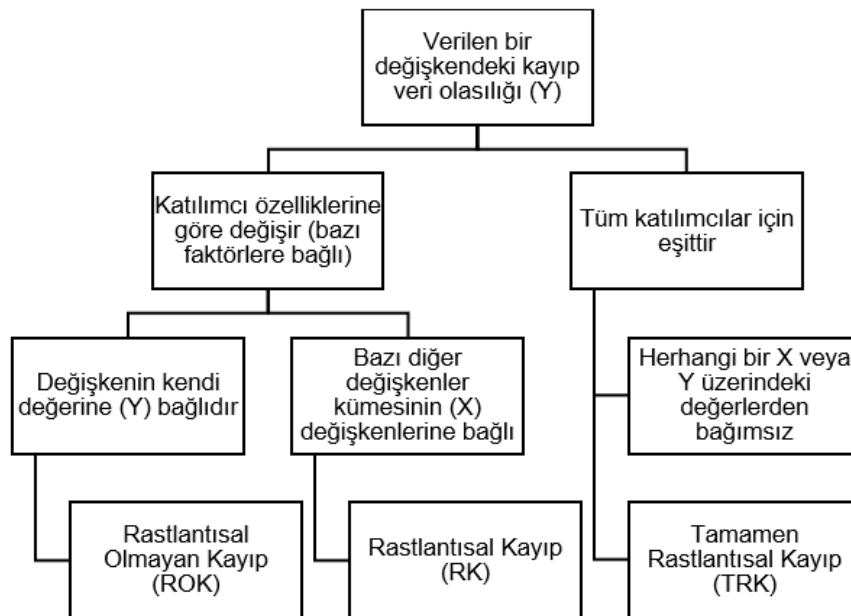 Verilen bir
değişkendeki kayıp
veri olasılığı (Y)
Katılımcı özelliklerine
göre değişir (bazı
faktörlere bağlı)
Tüm katılımcılar için
eşittir
Değişkenin kendi
değerine (Y) bağlıdır
Bazı diğer
değişkenler
kümesinin (X)
değişkenlerine bağlı
Herhangi bir X veya
Y üzerindeki
değerlerden
bağımsız
Rastlantısal
Olmayan Kayıp
(ROK)
Rastlantısal Kayıp
(RK)
Tamamen
Rastlantısal Kayıp
(TRK)